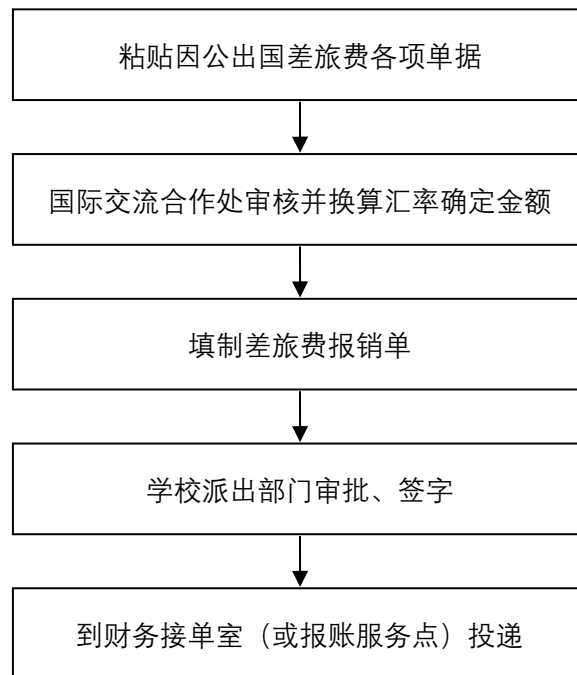 粘贴因公出国差旅费各项单据
国际交流合作处审核并换算汇率确定金额
填制差旅费报销单
学校派出部门审批、签字
到财务接单室（或报账服务点）投递